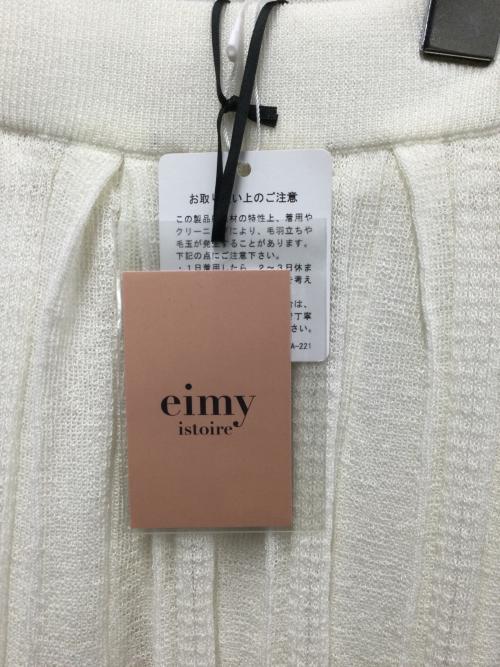 お取り い上のご注意
この製品 材の特性上、着用や
クリーニ グにより、毛羽立ちや
毛玉が発 することがあります。
下記の点にご注意下さい。
・1日着用したら、2〜3日休ま
考え
合は、
丁寧
さい。
A-221
eimy
istoire